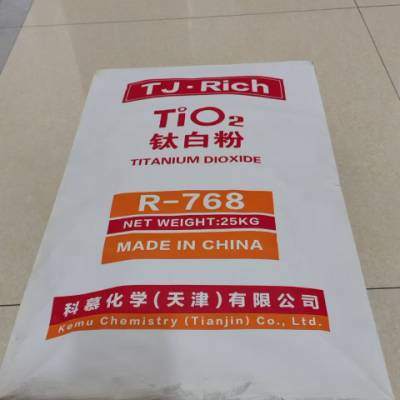 TJ·Rich
TiO2
钛白粉
TITANIUM DIOXIDE
R-768
NET WEIGHT:25KG
MADE IN CHINA
科慕化学(天津)有限公司
Kemu Chemistry (Tianjin) Co., Ltd.